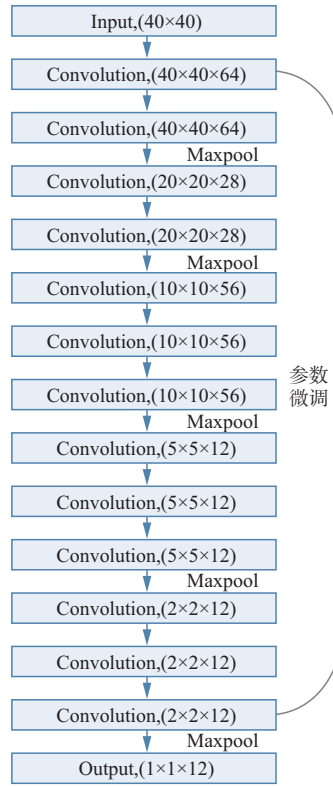 Input,(40×40)
Convolution,(40×40×64)
Convolution,(40×40×64)
Maxpool
Convolution,(20×20×28)
Convolution,(20×20×28)
Maxpool
Convolution,(10×10×56)
Convolution,(10×10×56)
Convolution,(10×10×56)
Maxpool
Convolution,(5×5×12)
Convolution,(5×5×12)
Convolution,(5×5×12)
Maxpool
Convolution,(2×2×12)
Convolution,(2×2×12)
Convolution,(2×2×12)
Maxpool
Output,(1×1×12)
参数
微调